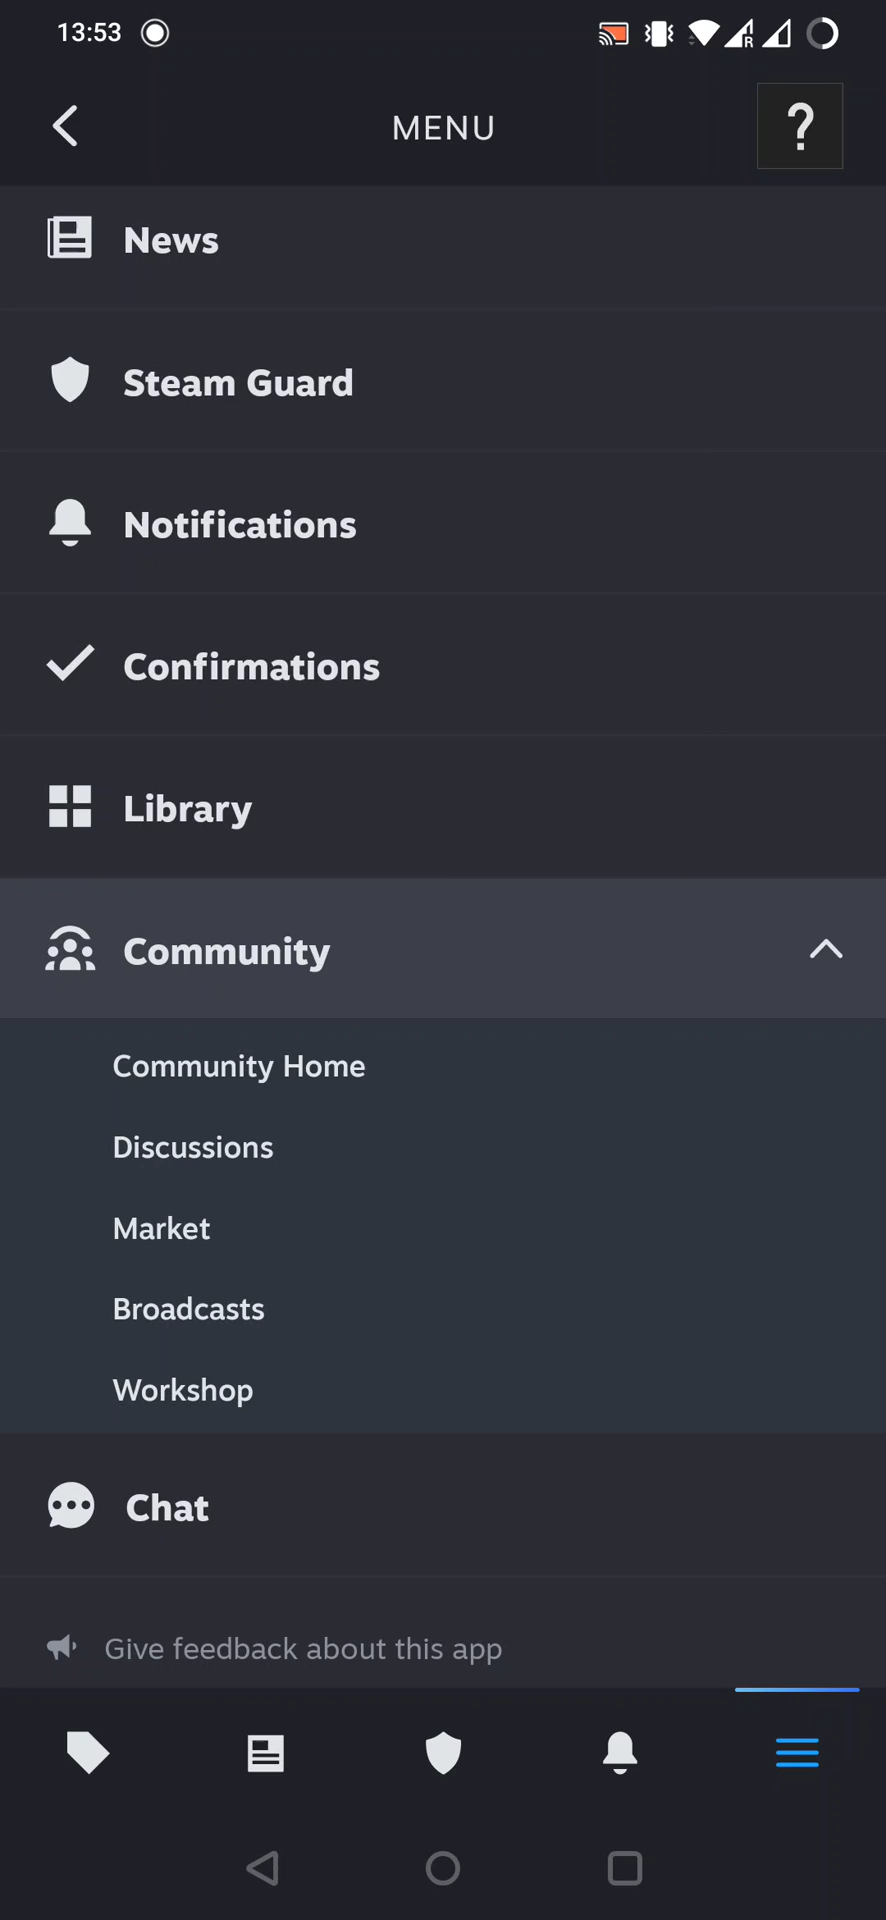 13:53
MENU
?
News
Steam Guard
Notifications
Confirmations
Library
Community
Community Home
Discussions
Market
Broadcasts
Workshop
Chat
Give feedback about this app